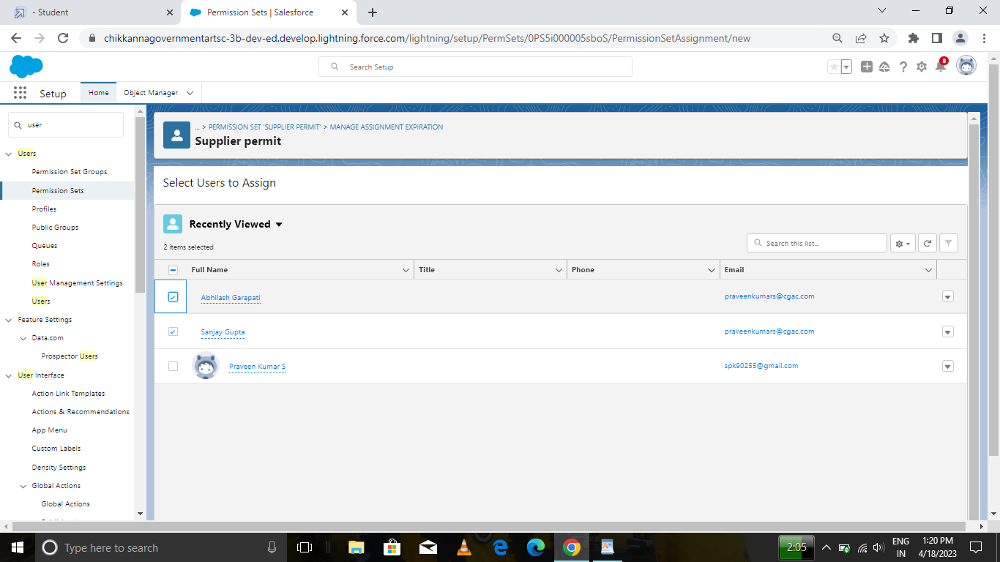 - Student
Permission Sets | Salesforce
chikkannagovernmentartsc-3b-dev-ed.develop.lightning.force.com/lightning/setup/PermSets/0PS5i000005sboS/PermissionSetAssignment/new
Search Setup
8
Setup
Home
Object Manager
user
Users
Permission Set Groups
Permission Sets
Profiles
Public Groups
Queues
Roles
User Management Settings
Users
Feature Settings
Data.com
Prospector Users
User Interface
Action Link Templates
Actions & Recommendations
App Menu
Custom Labels
Density Settings
Global Actions
Global Actions
... > PERMISSION SET 'SUPPLIER PERMIT' > MANAGE ASSIGNMENT EXPIRATION
Supplier permit
Select Users to Assign
Recently Viewed
2 items selected
Search this list...
Full Name Title Phone Email
Abhilash Garapati praveenkumars@cgac.com
Sanjay Gupta praveenkumars@cgac.com
Praveen Kumar S spk90255@gmail.com
Type here to search
2:05
ENG
IN
1:20 PM
4/18/2023